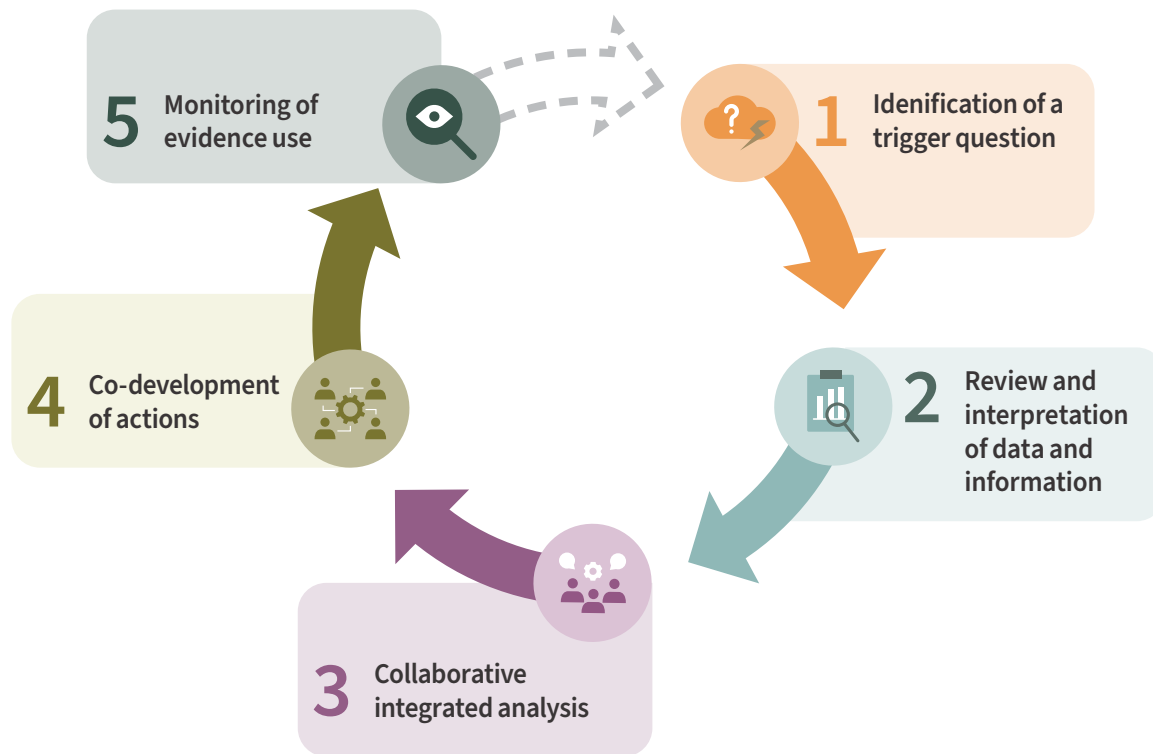 1
Idenification of a
trigger question
2
Review and
interpretation
of data and
information
3
Collaborative
integrated analysis
4
Co-development
of actions
5
Monitoring of
evidence use
?